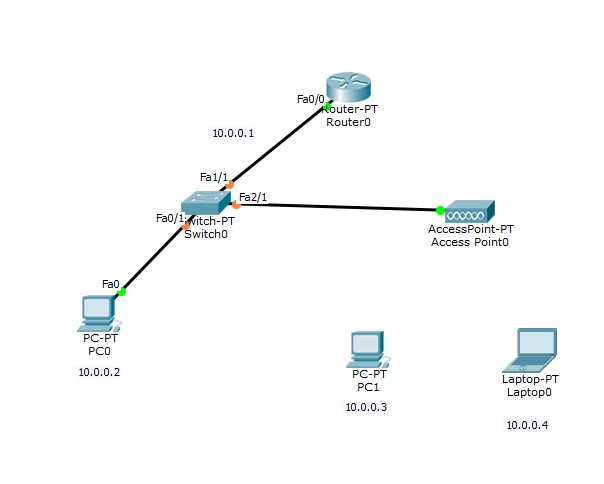 Fa0/0
Router-PT
Router0
10.0.0.1
Fa1/1
Fa2/1
Fa0/1
Switch-PT
Switch0
AccessPoint-PT
Access Point0
Fa0
PC-PT
PC0
10.0.0.2
PC-PT
PC1
10.0.0.3
Laptop-PT
Laptop0
10.0.0.4